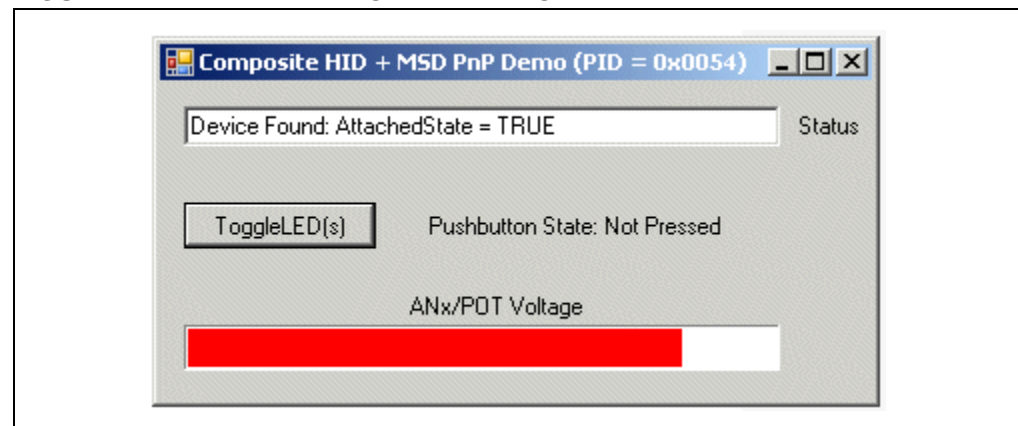 Composite HID + MSD PnP Demo (PID = 0x0054)
Device Found: AttachedState = TRUE
Status
ToggleLED(s)
Pushbutton State: Not Pressed
ANx/POT Voltage